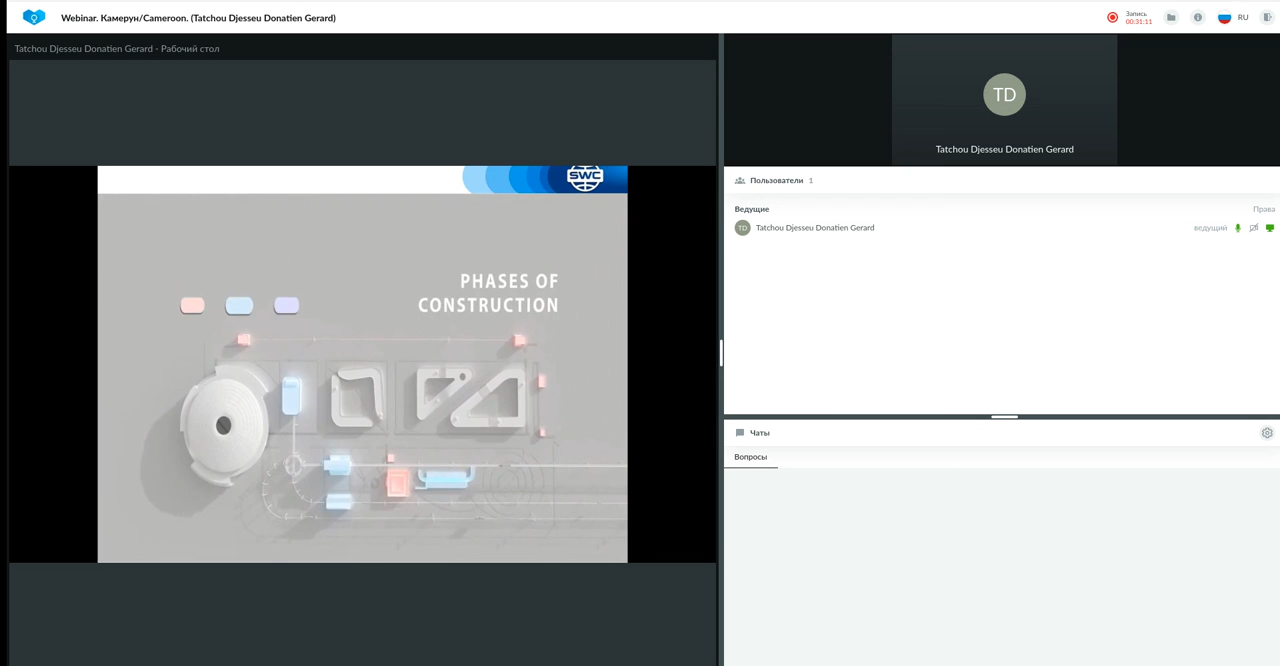 Webinar. Камерун/Cameroon. (Tatchou Djesseu Donatien Gerard)
Запись
00:31:11
RU
Tatchou Djesseu Donatien Gerard - Рабочий стол
TD
Tatchou Djesseu Donatien Gerard
Пользователи 1
Ведущие Права
TD Tatchou Djesseu Donatien Gerard ведущий
SWC
PHASES OF
CONSTRUCTION
Чаты
Вопросы